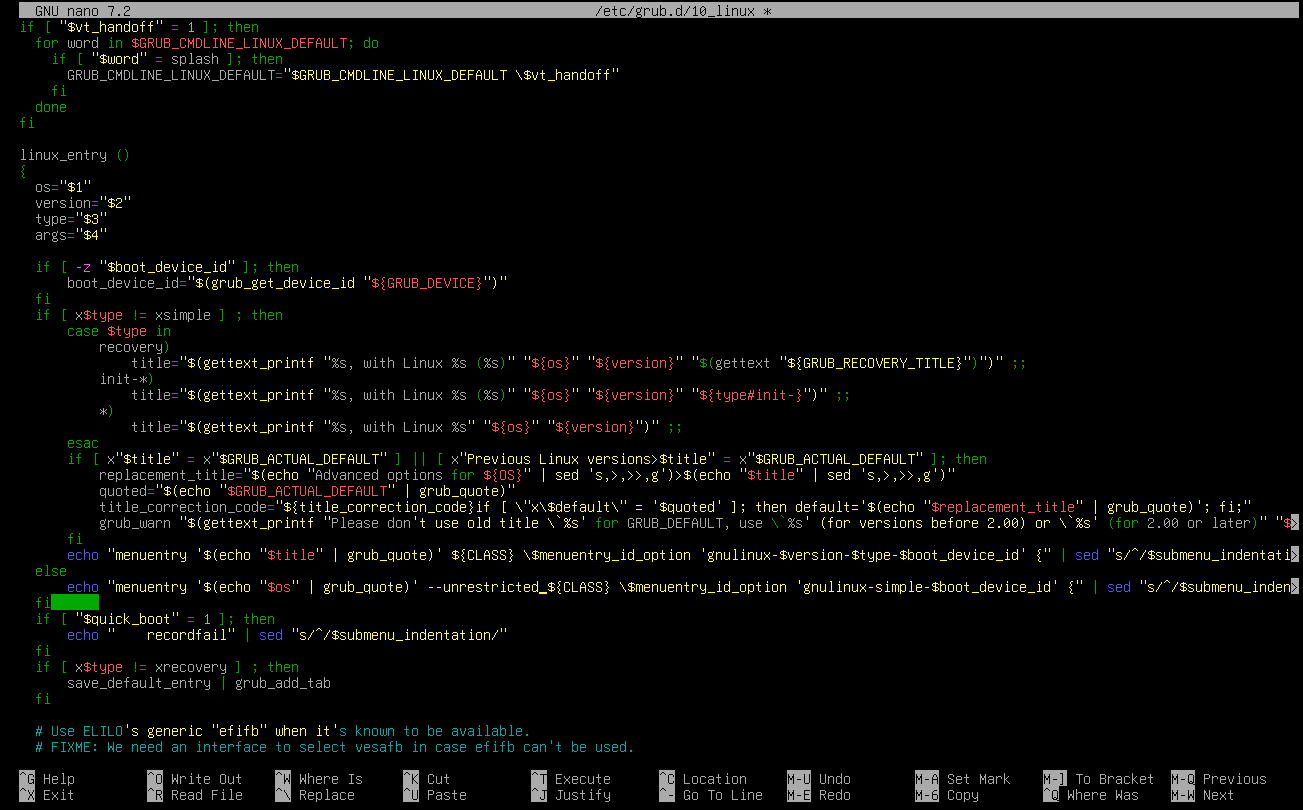 GNU nano 7.2 /etc/grub.d/10_linux *
if [ "$vt_handoff" = 1 ]; then
  for word in $GRUB_CMDLINE_LINUX_DEFAULT; do
    if [ "$word" = splash ]; then
      GRUB_CMDLINE_LINUX_DEFAULT="$GRUB_CMDLINE_LINUX_DEFAULT \$vt_handoff"
    fi
  done
fi
linux_entry ()
{
  os="$1"
  version="$2"
  type="$3"
  args="$4"
  if [ -z "$boot_device_id" ]; then
      boot_device_id="$(grub_get_device_id "${GRUB_DEVICE}")"
  fi
  if [ x$type != xsimple ] ; then
      case $type in
          recovery)
              title="$(gettext_printf "%s, with Linux %s (%s)" "${os}" "${version}" "$(gettext "${GRUB_RECOVERY_TITLE}")")" ;;
          init-*)
              title="$(gettext_printf "%s, with Linux %s (%s)" "${os}" "${version}" "${type#init-}")" ;;
          *)
              title="$(gettext_printf "%s, with Linux %s" "${os}" "${version}")" ;;
      esac
      if [ x"$title" = x"$GRUB_ACTUAL_DEFAULT" ] || [ x"Previous Linux versions>$title" = x"$GRUB_ACTUAL_DEFAULT" ]; then
          replacement_title="$(echo "Advanced options for ${OS}" | sed 's,>,>>,g')>$(echo "$title" | sed 's,>,>>,g')"
          quoted="$(echo "$GRUB_ACTUAL_DEFAULT" | grub_quote)"
          title_correction_code="${title_correction_code}if [ \"x\$default\" = '$quoted' ]; then default='$(echo "$replacement_title" | grub_quote)'; fi;"
          grub_warn "$(gettext_printf "Please don't use old title \`%s' for GRUB_DEFAULT, use \`%s' (for versions before 2.00) or \`%s' (for 2.00 or later)" "$>
      fi
      echo "menuentry '$(echo "$title" | grub_quote)' ${CLASS} \$menuentry_id_option 'gnulinux-$version-$type-$boot_device_id' {" | sed "s/^/$submenu_indentati>
  else
      echo "menuentry '$(echo "$os" | grub_quote)' --unrestricted_${CLASS} \$menuentry_id_option 'gnulinux-simple-$boot_device_id' {" | sed "s/^/$submenu_inden>
  fi
  if [ "$quick_boot" = 1 ]; then
      echo "    recordfail" | sed "s/^/$submenu_indentation/"
  fi
  if [ x$type != xrecovery ] ; then
      save_default_entry | grub_add_tab
  fi
  # Use ELILO's generic "efifb" when it's known to be available.
  # FIXME: We need an interface to select vesafb in case efifb can't be used.
^G Help ^O Write Out ^W Where Is ^K Cut ^T Execute ^C Location M-U Undo M-A Set Mark M-] To Bracket M-Q Previous
^X Exit ^R Read File ^\ Replace ^U Paste ^J Justify ^- Go To Line M-E Redo M-6 Copy ^Q Where Was M-W Next